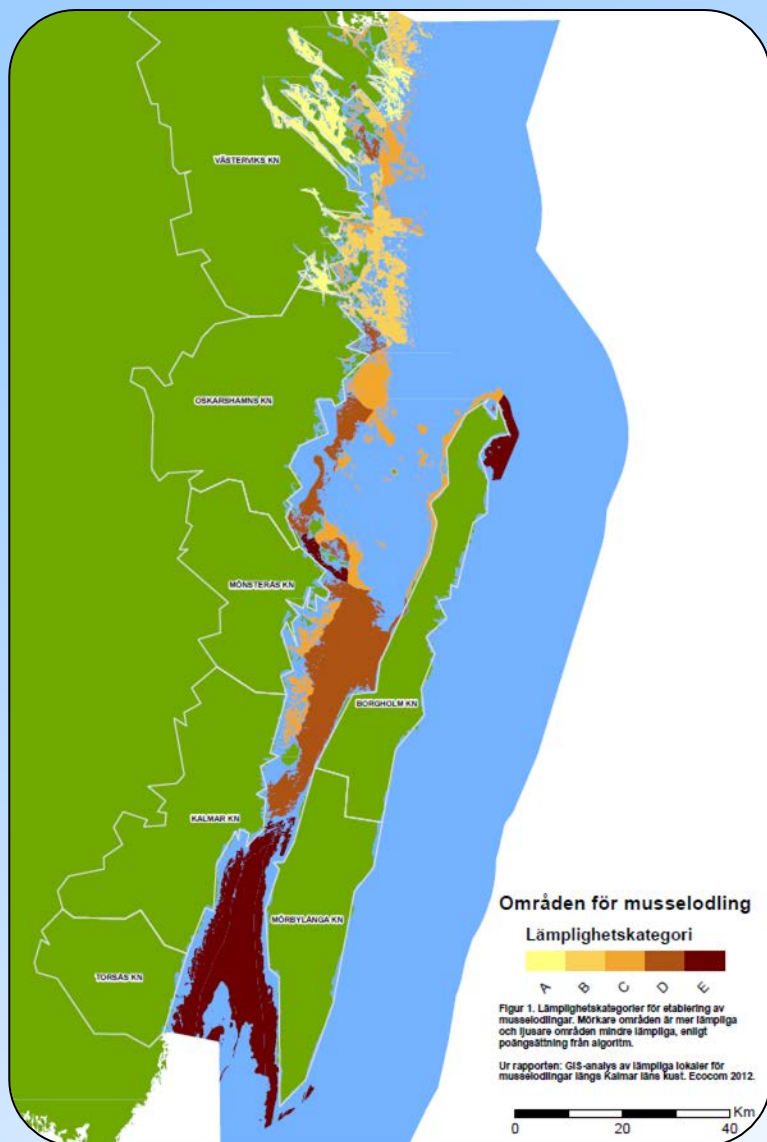 VÄSTERVIKS KN
OSKARSHAMNS KN
MÖNSTERÅS KN
BORGHOLM KN
KALMAR KN
MÖRBYLÅNGA KN
TORSÅS KN
Områden för musselodling
Lämplighetskategori
A B C D E
Figur 1. Lämplighetskategorier för etablering av
musselodlingar. Mörkare områden är mer lämpliga
och ljusare områden mindre lämpliga, enligt
poängsättning från algoritm.
Ur rapporten: GIS-analys av lämpliga lokaler för
musselodlingar längs Kalmar läns kust. Ecocom 2012.
Km
0 20 40